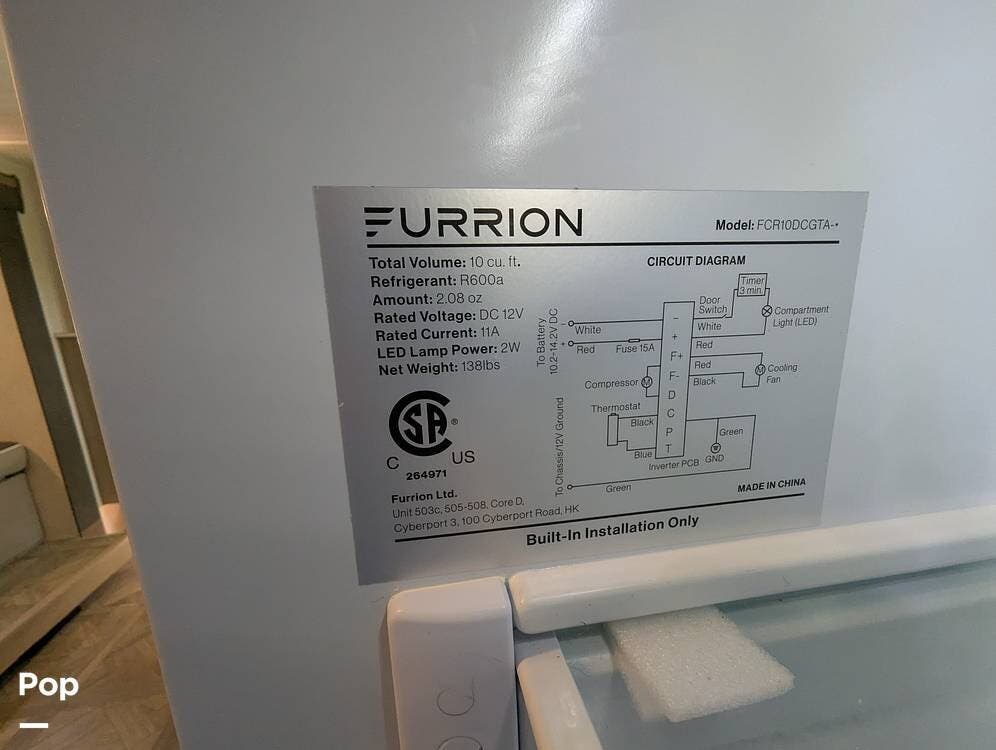 FURRION
Model: FCR10DCGTA-*
Total Volume: 10 cu. ft.
Refrigerant: R600a
Amount: 2.08 oz
Rated Voltage: DC 12V
Rated Current: 11A
LED Lamp Power: 2W
Net Weight: 138lbs
CSA®
C US
264971
Furrion Ltd.
Unit 503c, 505-508, Core D,
Cyberport 3, 100 Cyberport Road, HK
CIRCUIT DIAGRAM
To Battery
10.2-14.2V DC
-
White
+
Red
Fuse 15A
Compressor
M
Thermostat
Black
Blue
To Chassis/12V Ground
Green
-
+
F+
F-
D
C
P
T
Inverter PCB
Door
Switch
White
Timer
3 min.
Compartment
Light (LED)
Red
Red
Black
M
Cooling
Fan
Green
GND
MADE IN CHINA
Built-In Installation Only
Pop